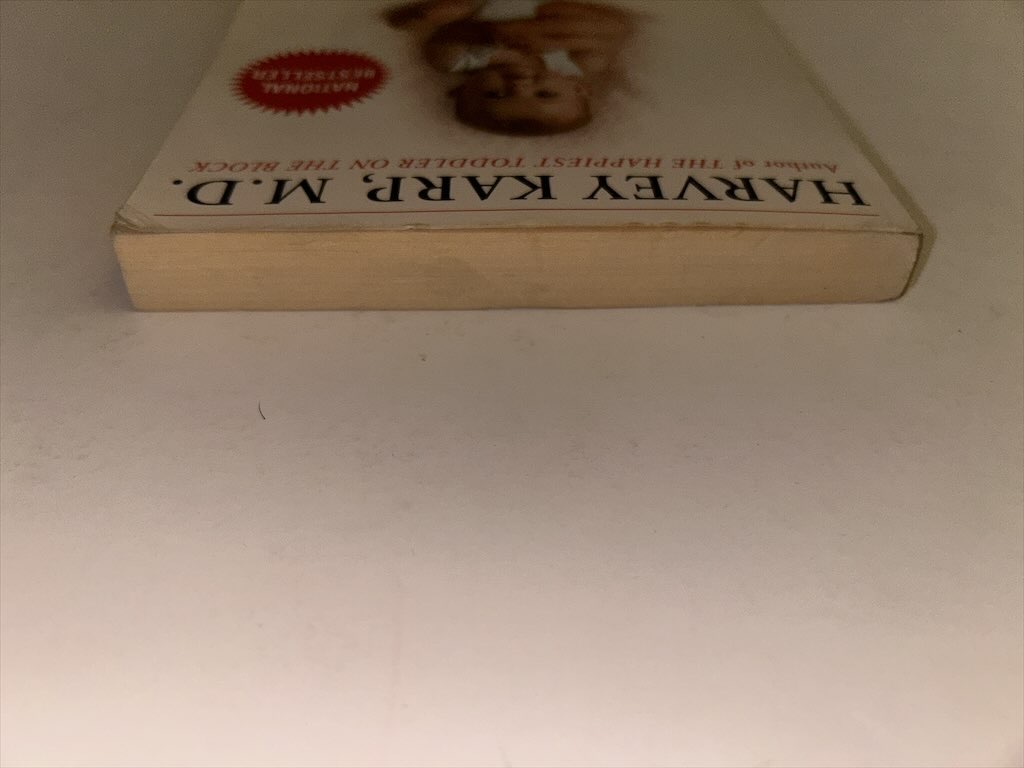 HARVEY KARP, M.D.
Author of THE HAPPIEST TODDLER ON THE BLOCK
NATIONAL
BESTSELLER